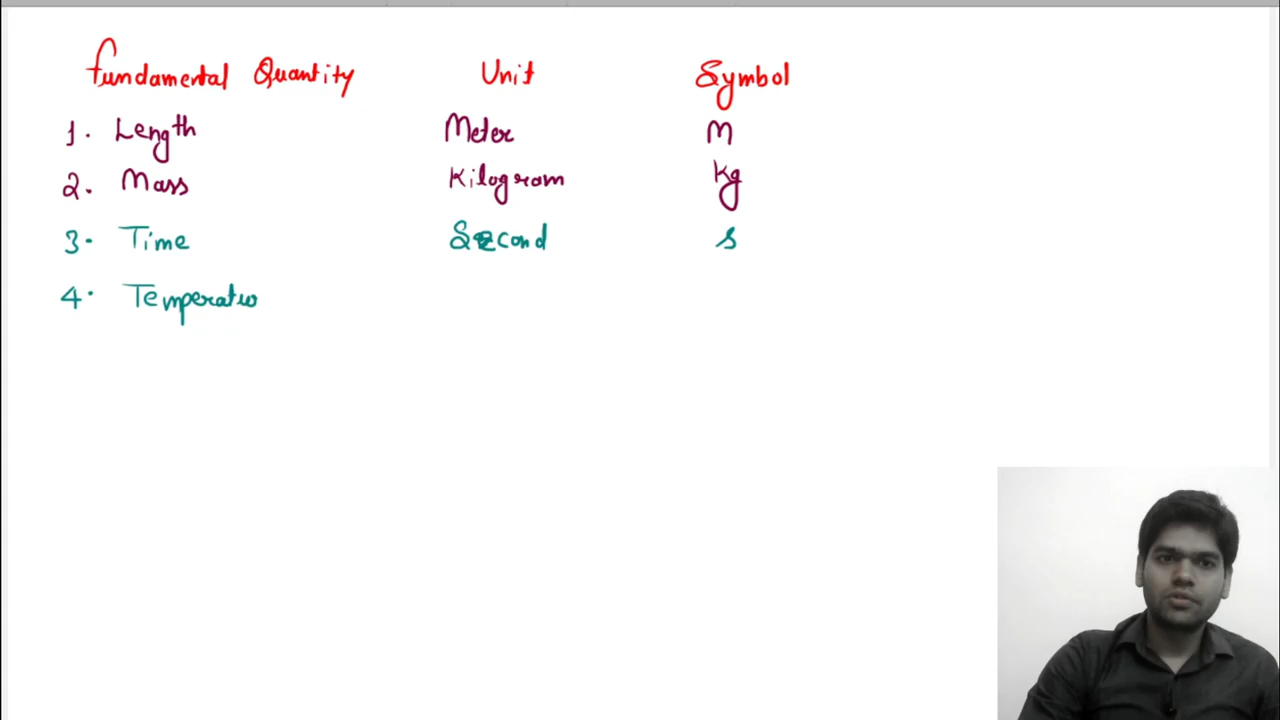 Fundamental Quantity Unit Symbol
1. Length Meter M
2. Mass Kilogram Kg
3. Time Second s
4. Temperatu